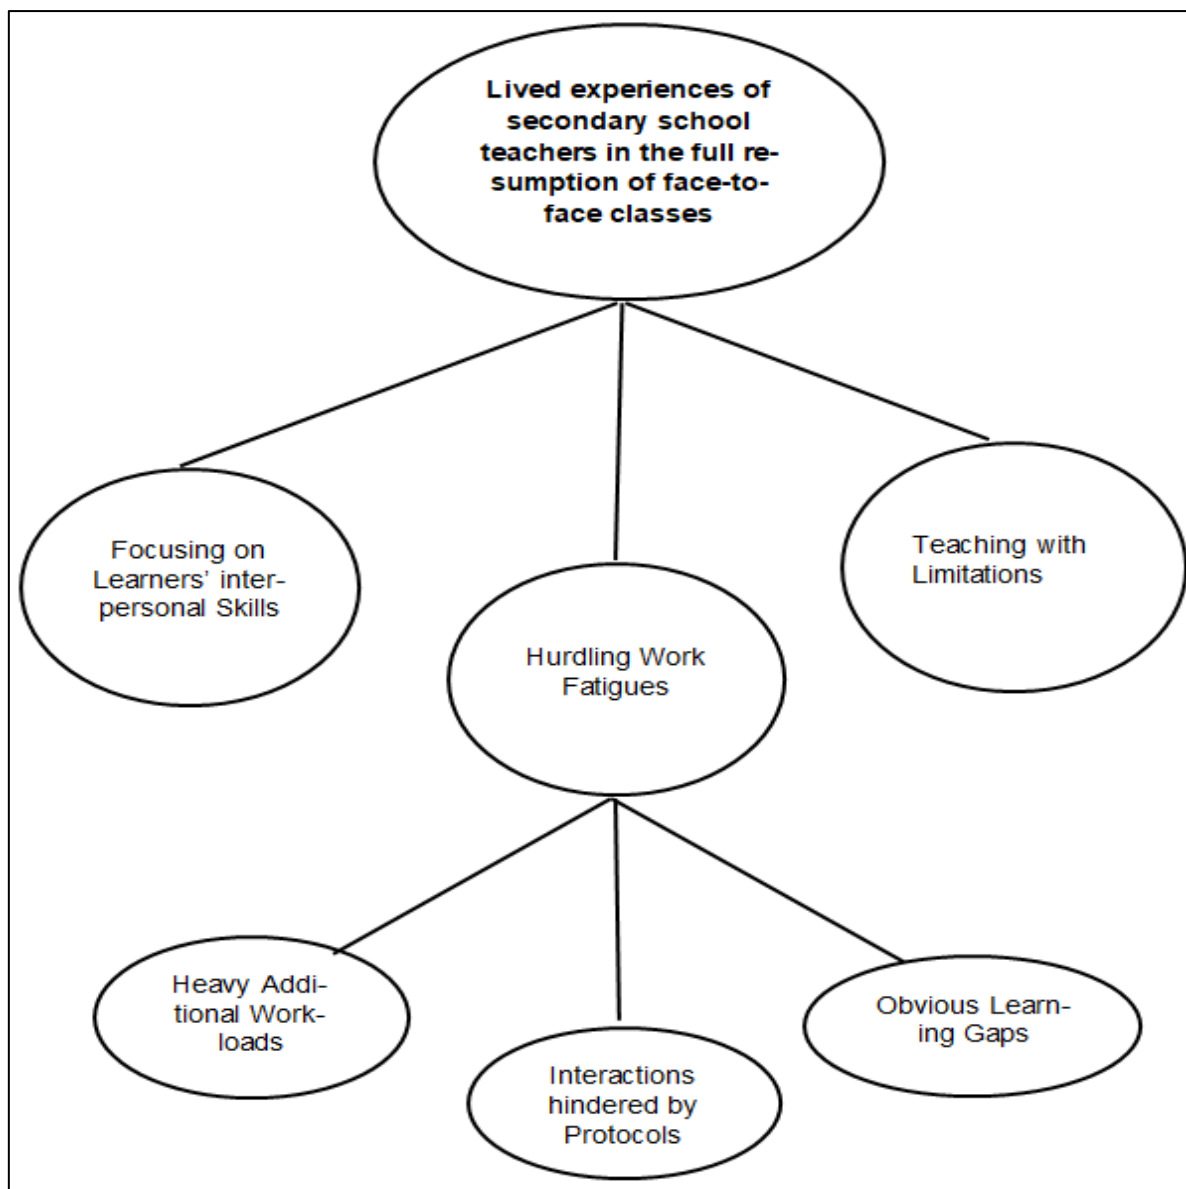 Lived experiences of
secondary school
teachers in the full re-
sumption of face-to-
face classes
Focusing on
Learners’ inter-
personal Skills
Teaching with
Limitations
Hurdling Work
Fatigues
Heavy Addi-
tional Work-
loads
Obvious Learn-
ing Gaps
Interactions
hindered by
Protocols